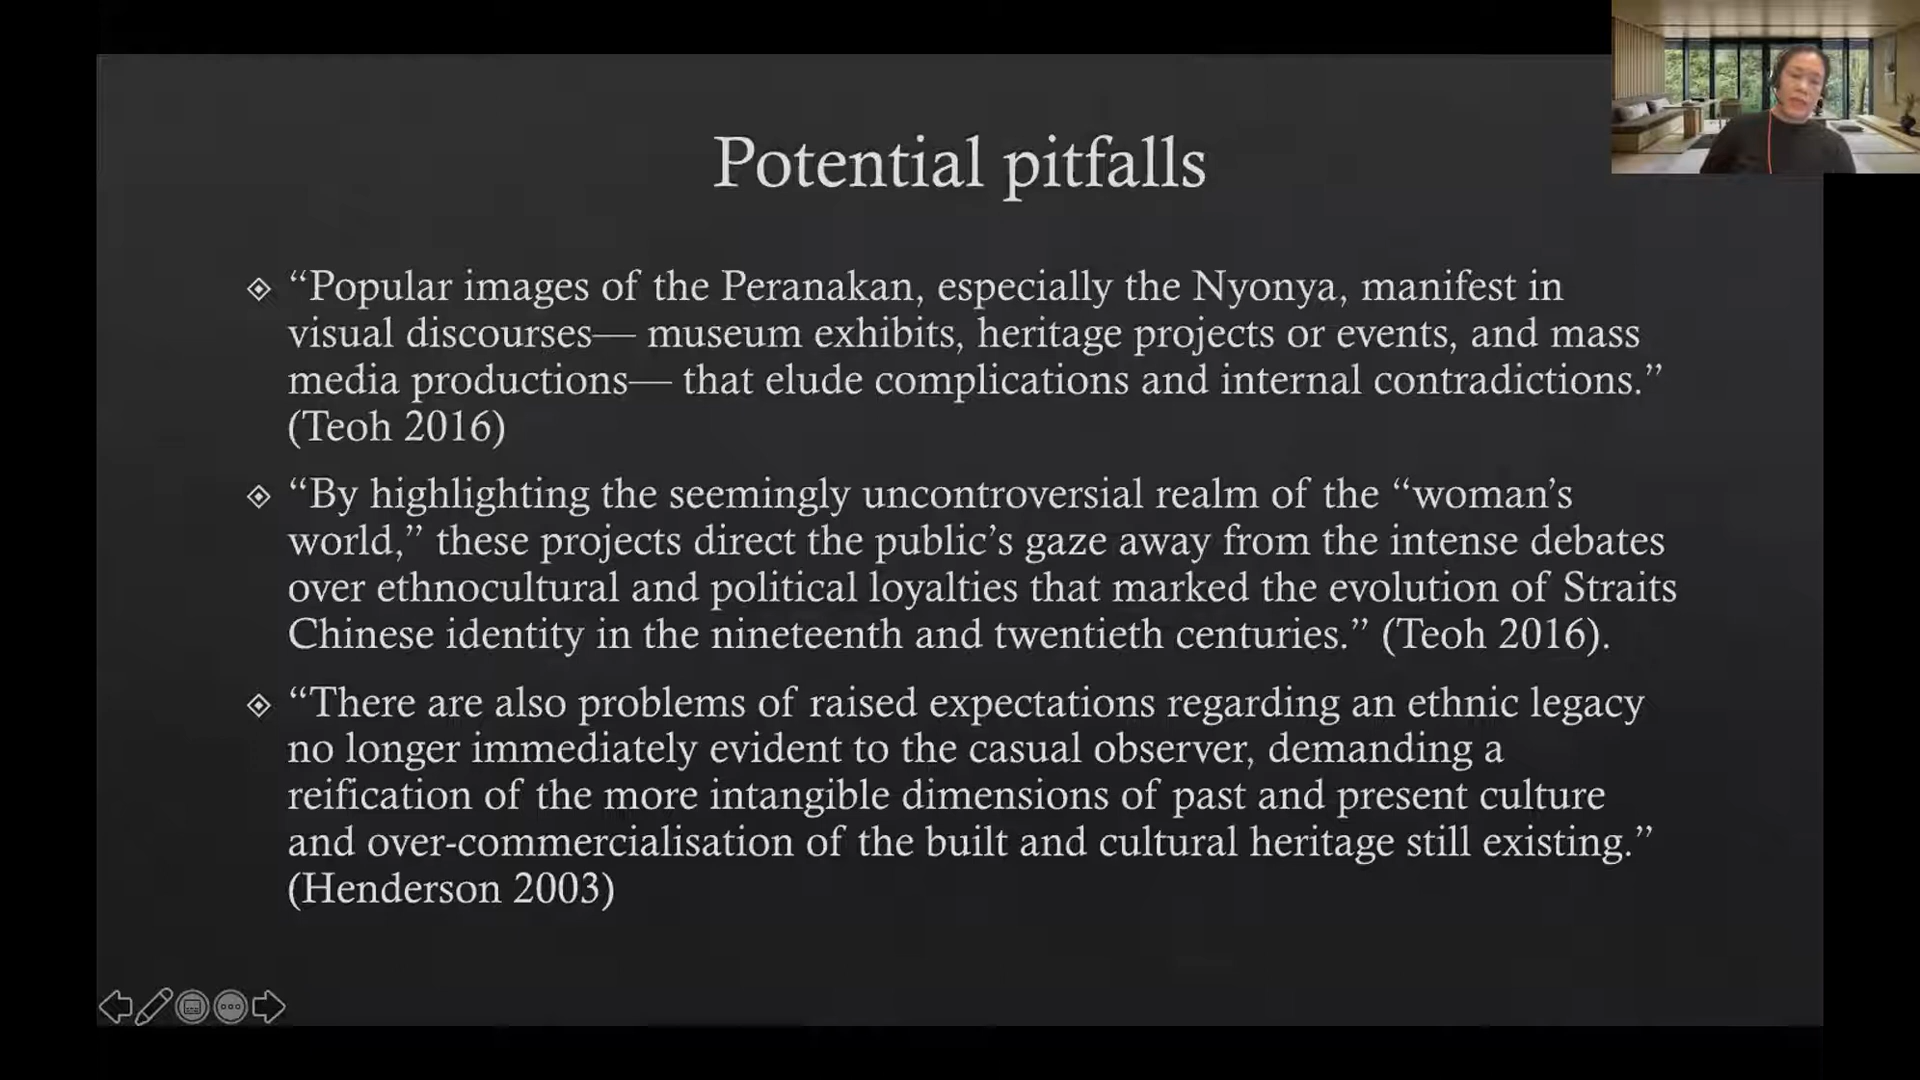 Potential pitfalls
“Popular images of the Peranakan, especially the Nyonya, manifest in
visual discourses— museum exhibits, heritage projects or events, and mass
media productions— that elude complications and internal contradictions.”
(Teoh 2016)
“By highlighting the seemingly uncontroversial realm of the “woman’s
world,” these projects direct the public’s gaze away from the intense debates
over ethnocultural and political loyalties that marked the evolution of Straits
Chinese identity in the nineteenth and twentieth centuries.” (Teoh 2016).
“There are also problems of raised expectations regarding an ethnic legacy
no longer immediately evident to the casual observer, demanding a
reification of the more intangible dimensions of past and present culture
and over-commercialisation of the built and cultural heritage still existing.”
(Henderson 2003)